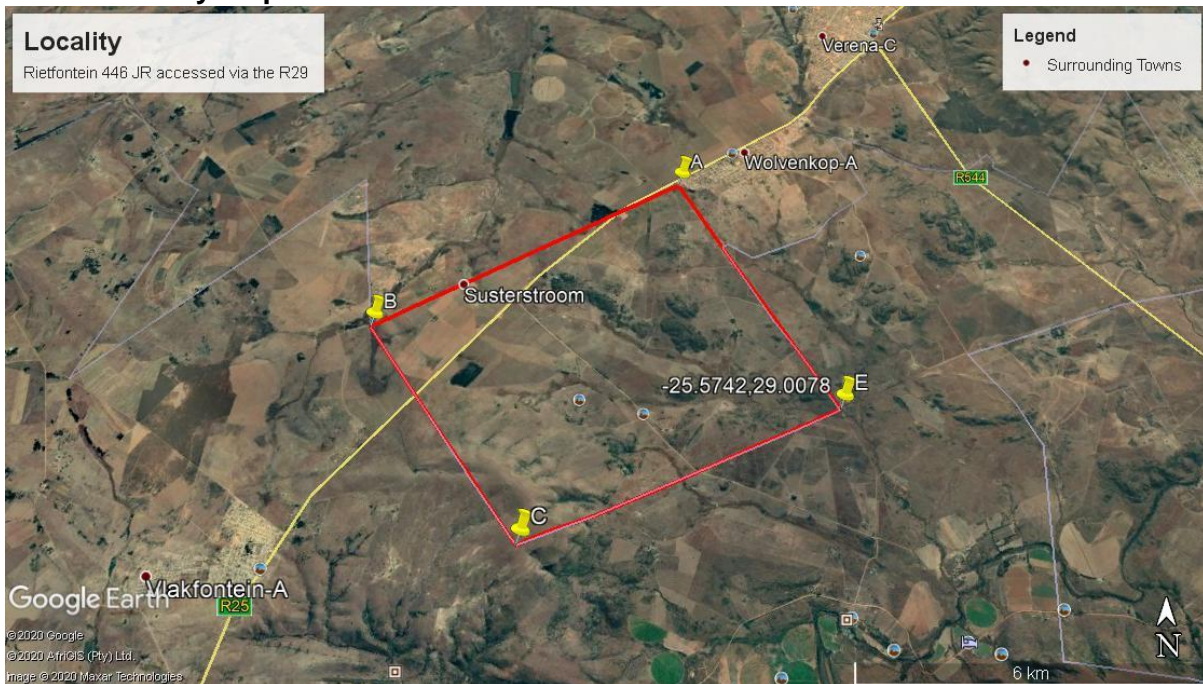 Locality
Rietfontein 446 JR accessed via the R29
Legend
Surrounding Towns
Verena-C
A
Wolvenkop-A
R544
B
Susterstroom
-25.5742,29.0078
E
C
Vlakfontein-A
R25
Google Earth
©2020 Google
©2020 AfriGIS (Pty) Ltd.
Image © 2020 Maxar Technologies
6 km
N